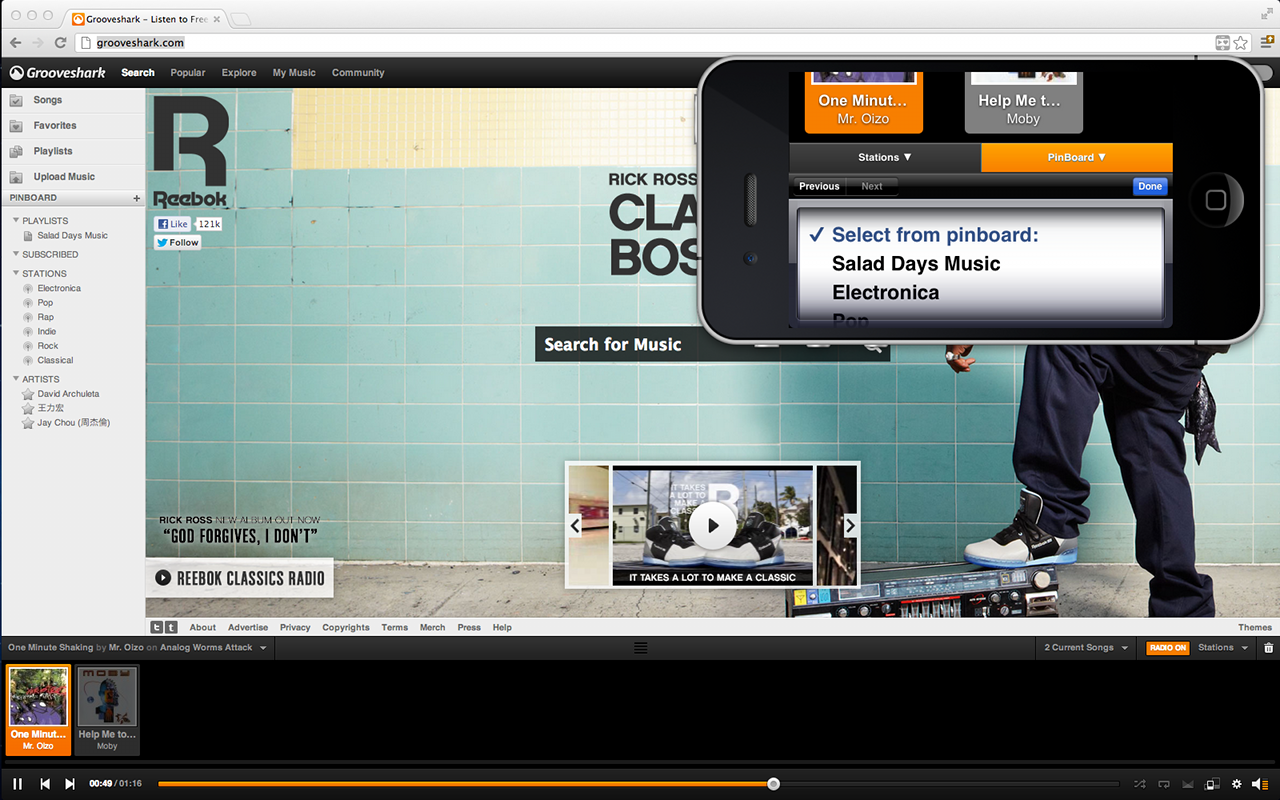 Grooveshark – Listen to Free
grooveshark.com
Grooveshark
Search
Popular
Explore
My Music
Community
Songs
Favorites
Playlists
Upload Music
PINBOARD
+
PLAYLISTS
Salad Days Music
SUBSCRIBED
STATIONS
Electronica
Pop
Rap
Indie
Rock
Classical
ARTISTS
David Archuleta
王力宏
Jay Chou (周杰倫)
R
Reebok
Like 121k
Follow
RICK ROSS
CLA
BOS
Search for Music
One Minut...
Mr. Oizo
Help Me t...
Moby
Stations ▼
PinBoard ▼
Previous
Next
Done
✓ Select from pinboard:
Salad Days Music
Electronica
Pop
IT TAKES
A LOT TO
MAKE A
R
IT TAKES A LOT TO MAKE A CLASSIC
RICK ROSS NEW ALBUM OUT NOW
“GOD FORGIVES, I DON'T”
REEBOK CLASSICS RADIO
About
Advertise
Privacy
Copyrights
Terms
Merch
Press
Help
Themes
One Minute Shaking by Mr. Oizo on Analog Worms Attack
2 Current Songs
RADIO ON
Stations
MOBY
One Minut...
Mr. Oizo
Help Me to...
Moby
00:49 / 01:16